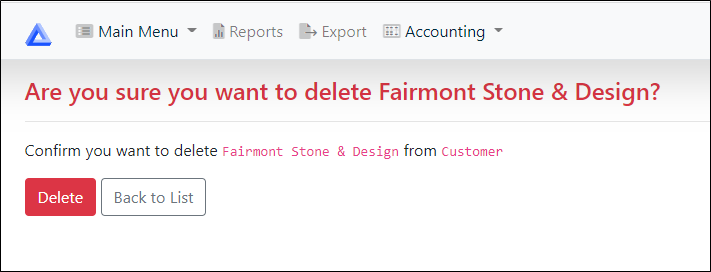 Main Menu Reports Export Accounting
Are you sure you want to delete Fairmont Stone & Design?
Confirm you want to delete Fairmont Stone & Design from Customer
Delete Back to List